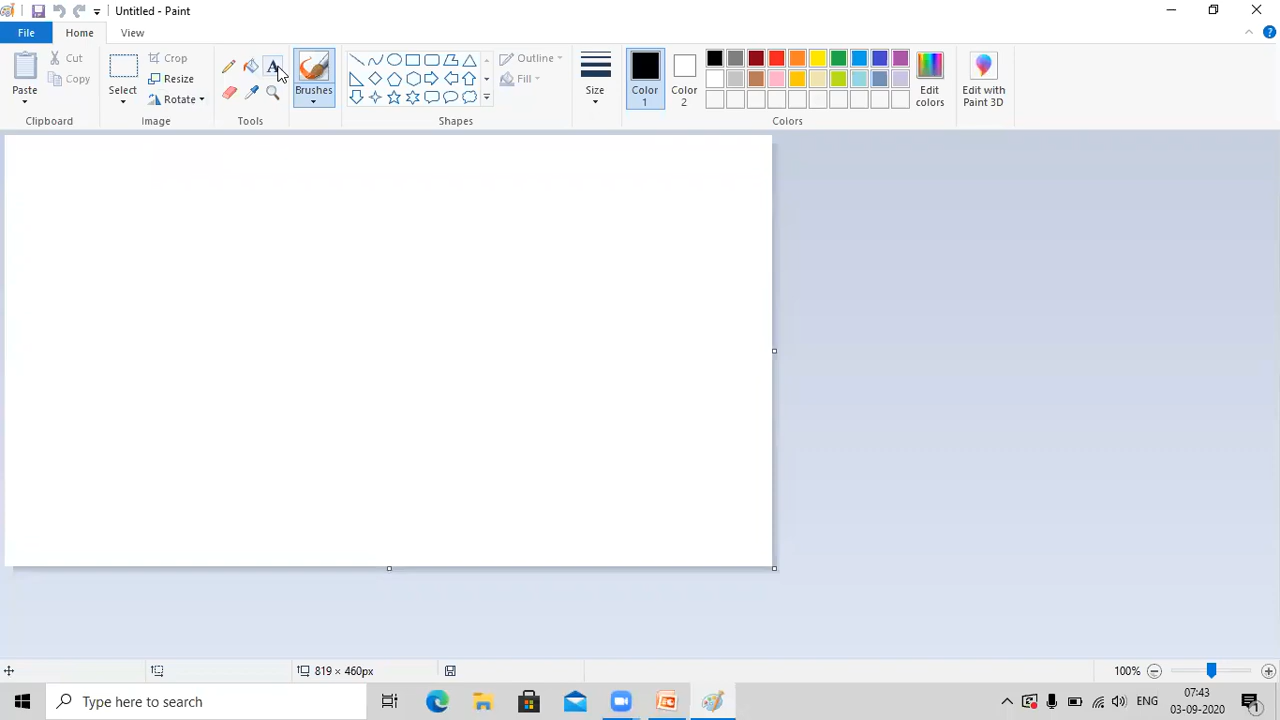 Untitled - Paint
File Home View
Paste
Cut
Copy
Clipboard
Select
Crop
Resize
Rotate
Image
A
Tools
Brushes
Shapes
Outline
Fill
Size
Color 1
Color 2
Edit colors
Colors
Edit with Paint 3D
819 × 460px
100%
Type here to search
ENG
07:43
03-09-2020
1